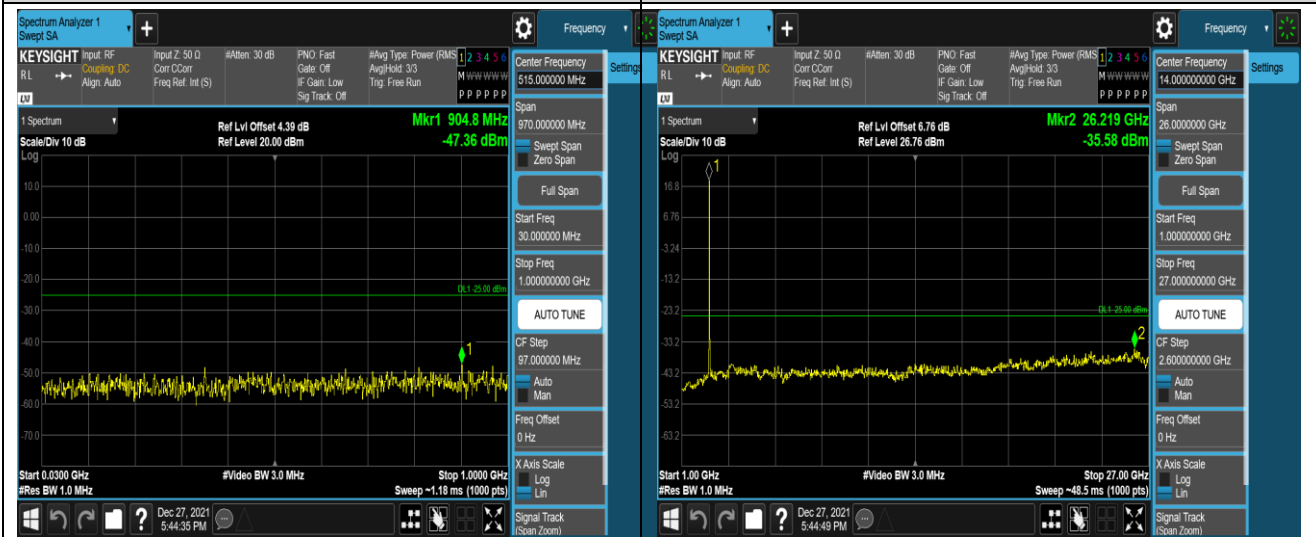 Spectrum Analyzer 1
Swept SA
Frequency
KEYSIGHT
Input: RF
Coupling: DC
Align: Auto
Input Z: 50 Ω
Corr CCorr
Freq Ref: Int (S)
#Atten: 30 dB
PNO: Fast
Gate: Off
IF Gain: Low
Sig Track: Off
#Avg Type: Power (RMS
Avg|Hold: 3/3
Trig: Free Run
1 2 3 4 5 6
M W W W W W
P P P P P P
RL
LXI
Center Frequency
515.000000 MHz
Settings
1 Spectrum
Scale/Div 10 dB
Log
Ref Lvl Offset 4.39 dB
Ref Level 20.00 dBm
Mkr1 904.8 MHz
-47.36 dBm
Span
970.000000 MHz
Swept Span
Zero Span
Full Span
Start Freq
30.000000 MHz
Stop Freq
1.000000000 GHz
AUTO TUNE
CF Step
97.000000 MHz
Auto
Man
Freq Offset
0 Hz
X Axis Scale
Log
Lin
Signal Track
(Span Zoom)
10.0
0.00
-10.0
-20.0
DL1 -25.00 dBm
-30.0
-40.0
1
-50.0
-60.0
-70.0
Start 0.0300 GHz
#Res BW 1.0 MHz
#Video BW 3.0 MHz
Stop 1.0000 GHz
Sweep ~1.18 ms (1000 pts)
?
Dec 27, 2021
5:44:35 PM
Spectrum Analyzer 1
Swept SA
Frequency
KEYSIGHT
Input: RF
Coupling: DC
Align: Auto
Input Z: 50 Ω
Corr CCorr
Freq Ref: Int (S)
#Atten: 30 dB
PNO: Fast
Gate: Off
IF Gain: Low
Sig Track: Off
#Avg Type: Power (RMS
Avg|Hold: 3/3
Trig: Free Run
1 2 3 4 5 6
M W W W W W
P P P P P P
RL
LXI
Center Frequency
14.000000000 GHz
Settings
1 Spectrum
Scale/Div 10 dB
Log
Ref Lvl Offset 6.76 dB
Ref Level 26.76 dBm
Mkr2 26.219 GHz
-35.58 dBm
Span
26.0000000 GHz
Swept Span
Zero Span
Full Span
Start Freq
1.000000000 GHz
Stop Freq
27.000000000 GHz
AUTO TUNE
CF Step
2.600000000 GHz
Auto
Man
Freq Offset
0 Hz
X Axis Scale
Log
Lin
Signal Track
(Span Zoom)
1
16.8
6.76
-3.24
-13.2
-23.2
DL1 -25.00 dBm
-33.2
2
-43.2
-53.2
-63.2
Start 1.00 GHz
#Res BW 1.0 MHz
#Video BW 3.0 MHz
Stop 27.00 GHz
Sweep ~48.5 ms (1000 pts)
?
Dec 27, 2021
5:44:49 PM